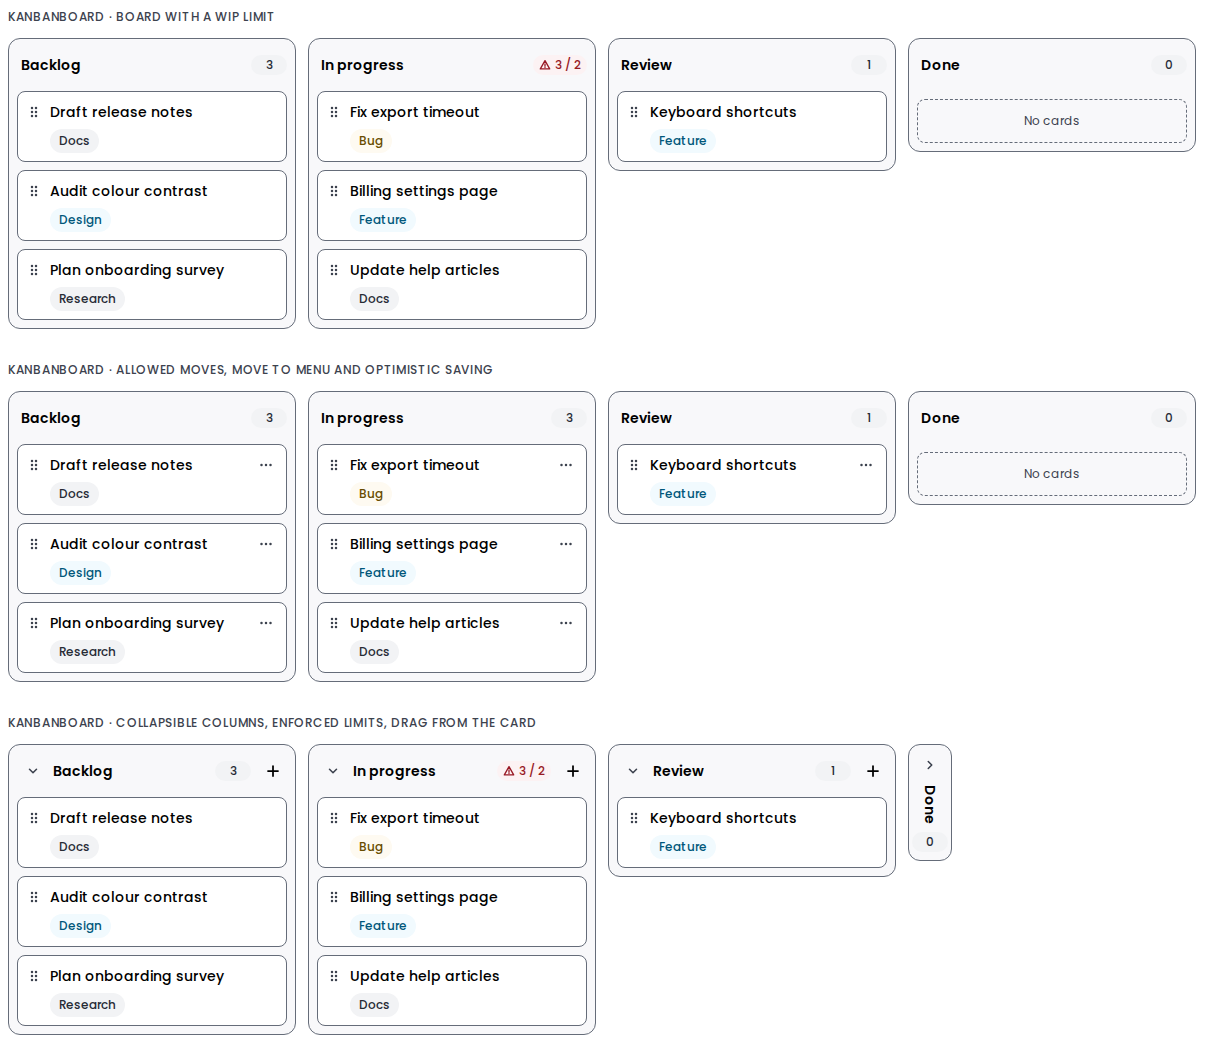 KANBANBOARD · BOARD WITH A WIP LIMIT
Backlog 3
Draft release notes
Docs
Audit colour contrast
Design
Plan onboarding survey
Research
In progress 3 / 2
Fix export timeout
Bug
Billing settings page
Feature
Update help articles
Docs
Review 1
Keyboard shortcuts
Feature
Done 0
No cards
KANBANBOARD · ALLOWED MOVES, MOVE TO MENU AND OPTIMISTIC SAVING
Backlog 3
Draft release notes
Docs
Audit colour contrast
Design
Plan onboarding survey
Research
In progress 3
Fix export timeout
Bug
Billing settings page
Feature
Update help articles
Docs
Review 1
Keyboard shortcuts
Feature
Done 0
No cards
KANBANBOARD · COLLAPSIBLE COLUMNS, ENFORCED LIMITS, DRAG FROM THE CARD
Backlog 3
Draft release notes
Docs
Audit colour contrast
Design
Plan onboarding survey
Research
In progress 3 / 2
Fix export timeout
Bug
Billing settings page
Feature
Update help articles
Docs
Review 1
Keyboard shortcuts
Feature
Done
0